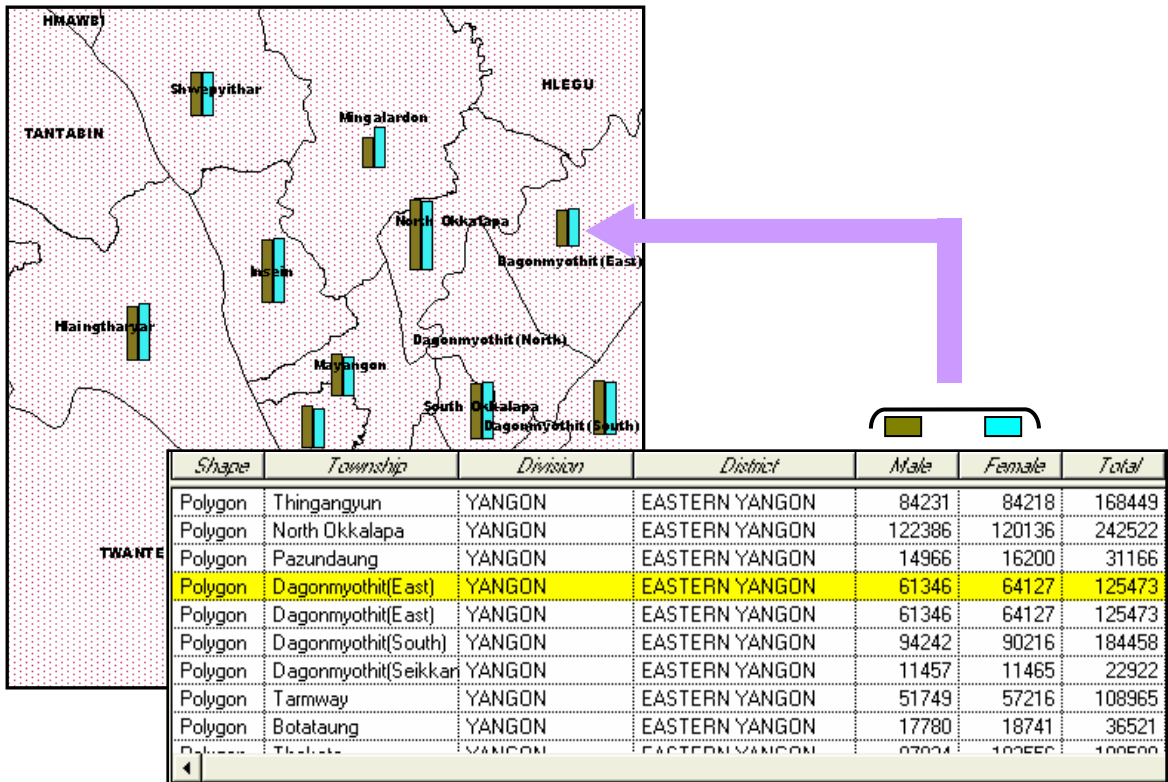 HMAWBI
Shwepyithar
HLEGU
Mingalardon
TANTABIN
North Okkalapa
Dagonmyothit(East)
Insein
Hlaingtharyar
Dagonmyothit(North)
Mayangon
South Okkalapa
Dagonmyothit(South)
TWANTE
Shape Township Division District Male Female Total
Polygon Thingangyun YANGON EASTERN YANGON 84231 84218 168449
Polygon North Okkalapa YANGON EASTERN YANGON 122386 120136 242522
Polygon Pazundaung YANGON EASTERN YANGON 14966 16200 31166
Polygon Dagonmyothit(East) YANGON EASTERN YANGON 61346 64127 125473
Polygon Dagonmyothit(East) YANGON EASTERN YANGON 61346 64127 125473
Polygon Dagonmyothit(South) YANGON EASTERN YANGON 94242 90216 184458
Polygon Dagonmyothit(Seikkan YANGON EASTERN YANGON 11457 11465 22922
Polygon Tarmway YANGON EASTERN YANGON 51749 57216 108965
Polygon Botataung YANGON EASTERN YANGON 17780 18741 36521
Polygon YANGON EASTERN YANGON